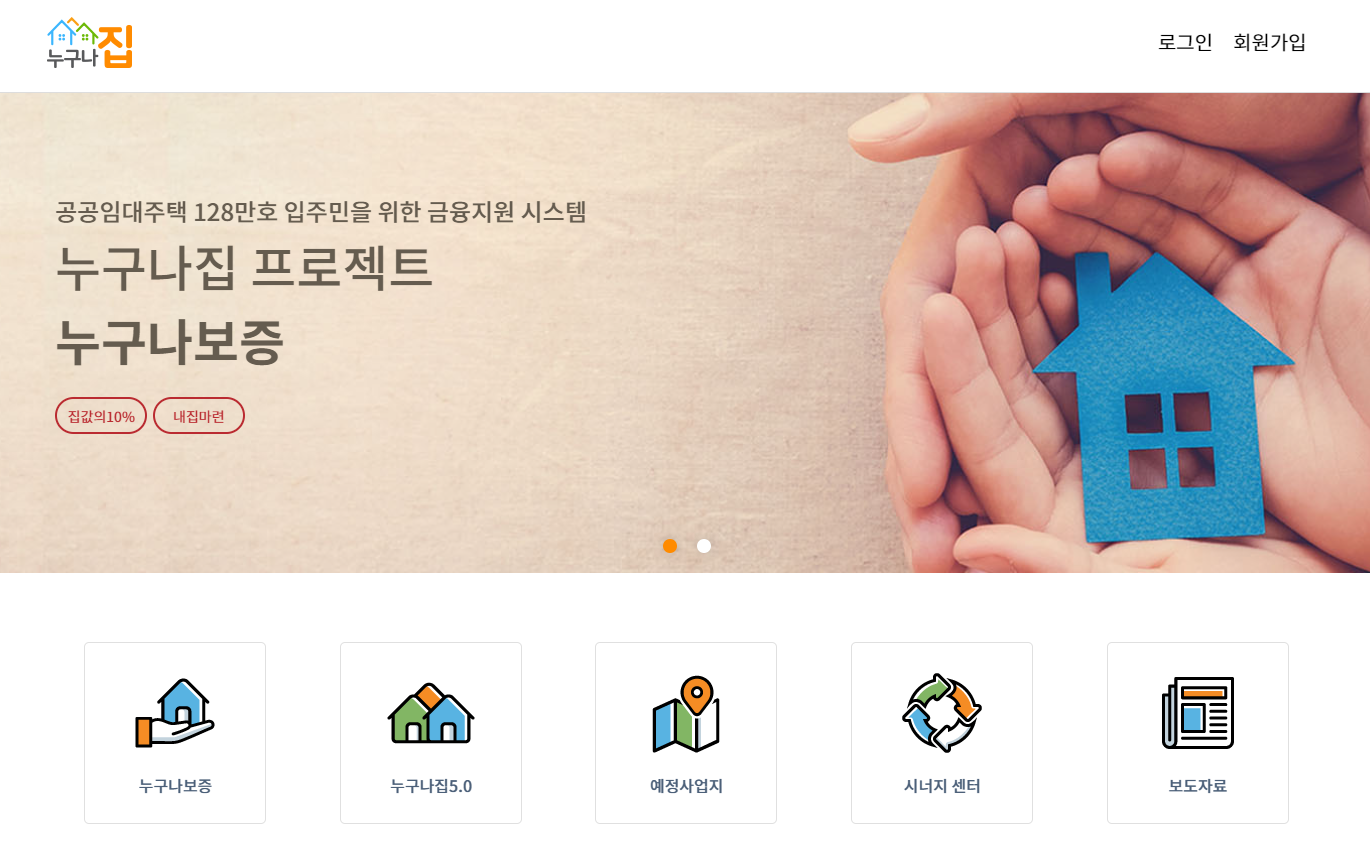 누구나집
로그인 회원가입
공공임대주택 128만호 입주민을 위한 금융지원 시스템
누구나집 프로젝트
누구나보증
집값의10% 내집마련
누구나보증 누구나집5.0 예정사업지 시너지 센터 보도자료